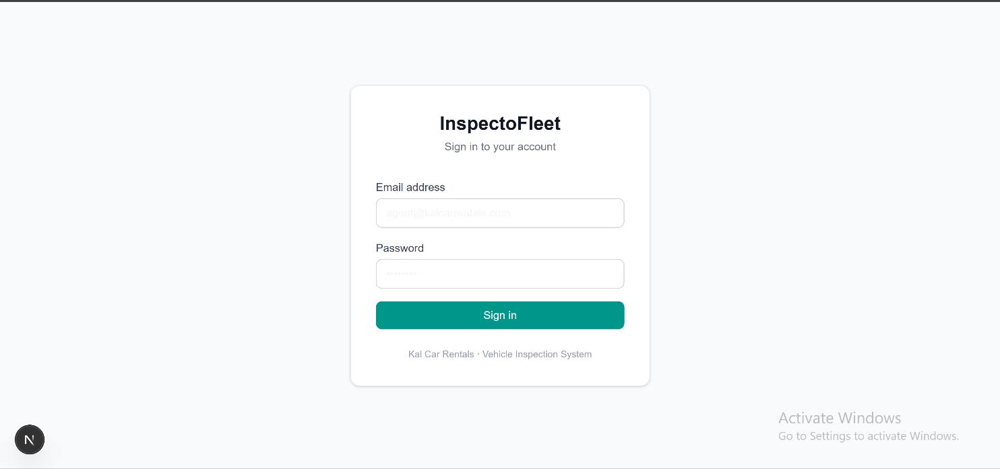 InspectoFleet
Sign in to your account
Email address
agent@kalcarrentals.com
Password
••••••••
Sign in
Kal Car Rentals · Vehicle Inspection System
Activate Windows
Go to Settings to activate Windows.
N